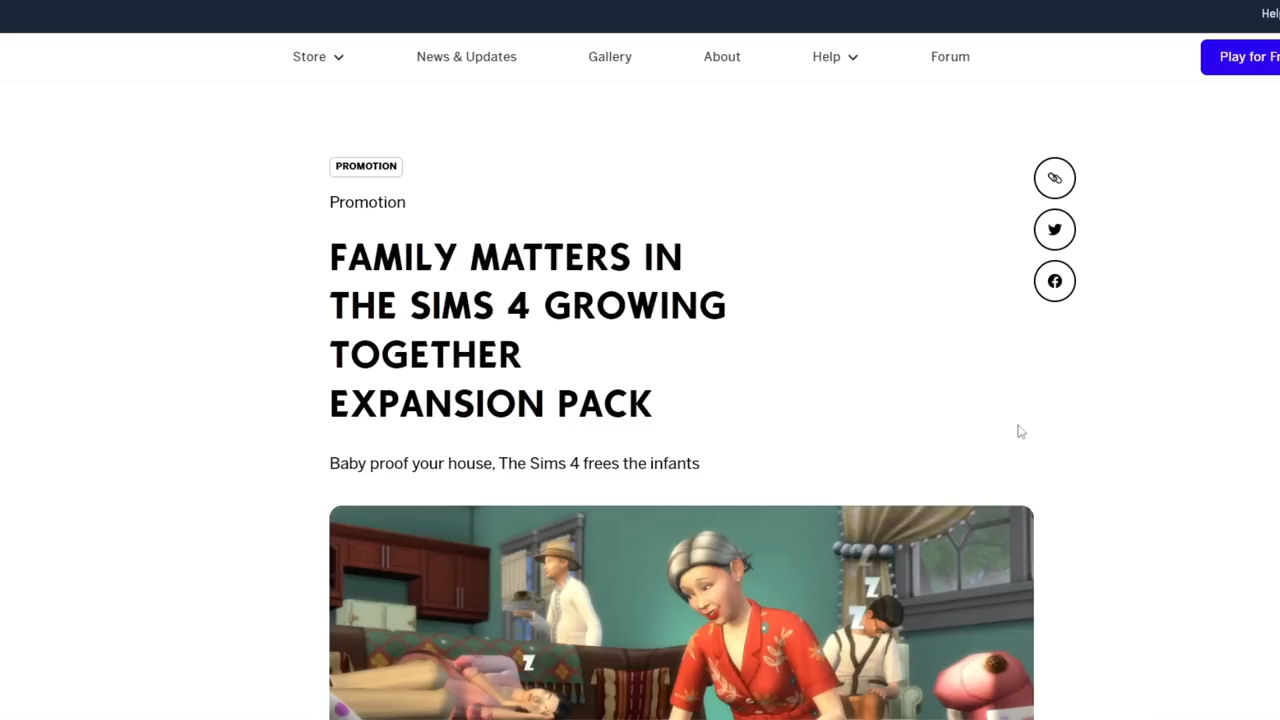 Hel
Store
News & Updates
Gallery
About
Help
Forum
Play for Fr
PROMOTION
Promotion
FAMILY MATTERS IN
THE SIMS 4 GROWING
TOGETHER
EXPANSION PACK
Baby proof your house, The Sims 4 frees the infants
Z
Z
Z